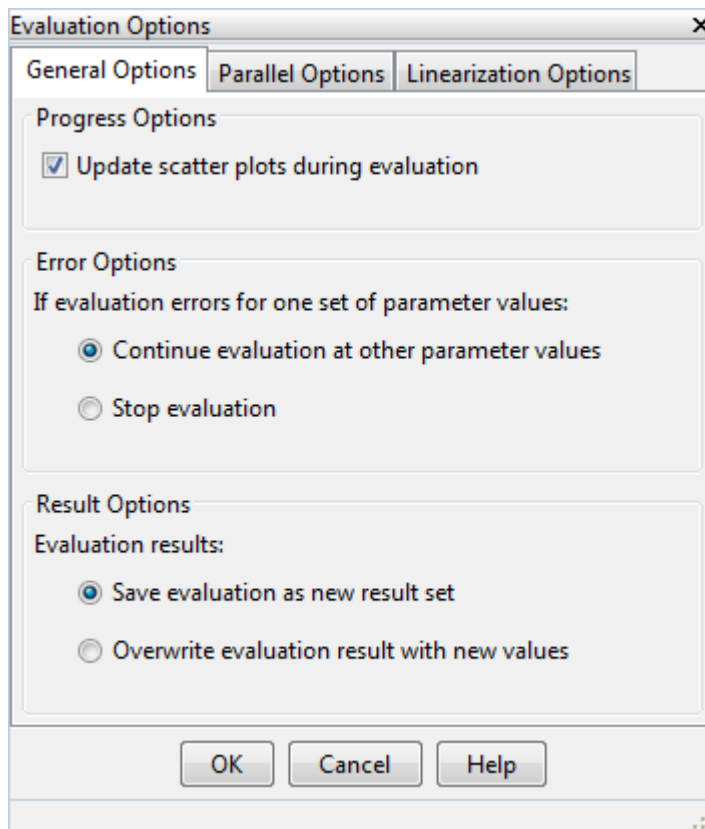 Evaluation Options
General Options Parallel Options Linearization Options
Progress Options
Update scatter plots during evaluation
Error Options
If evaluation errors for one set of parameter values:
Continue evaluation at other parameter values
Stop evaluation
Result Options
Evaluation results:
Save evaluation as new result set
Overwrite evaluation result with new values
OK Cancel Help